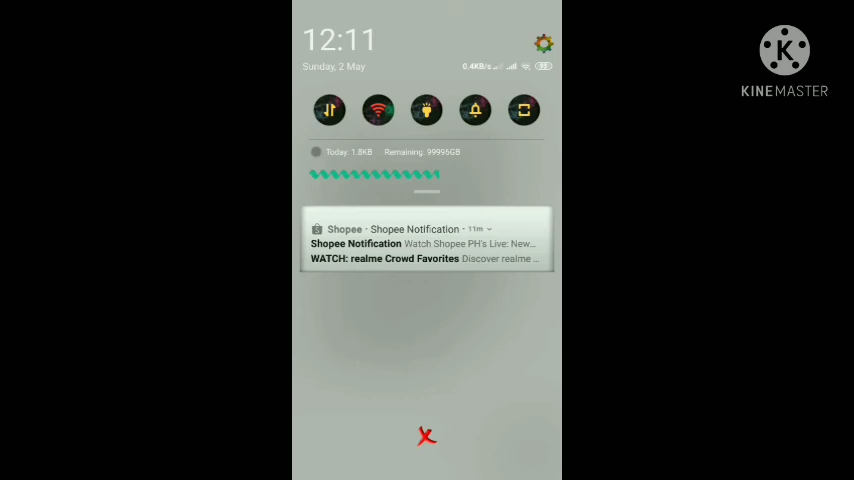 12:11
Sunday, 2 May
0.4KB/s
Today: 1.8KB Remaining: 99996GB
Shopee · Shopee Notification · 11m
Shopee Notification Watch Shopee PH's Live: New...
WATCH: realme Crowd Favorites Discover realme ...
K
KINEMASTER